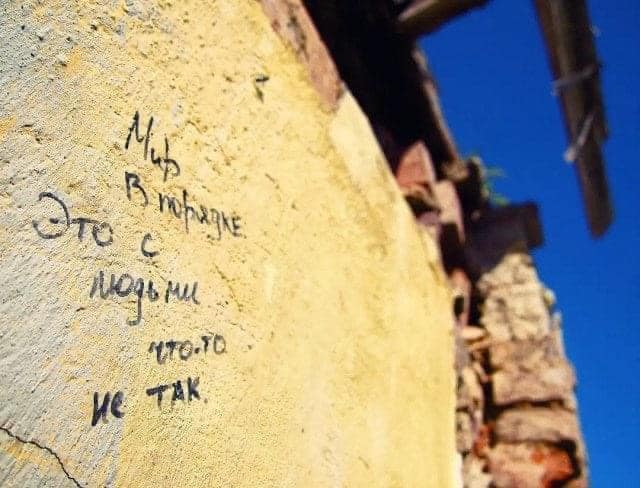 Мир
В порядке
Это с
людьми
что-то
не так